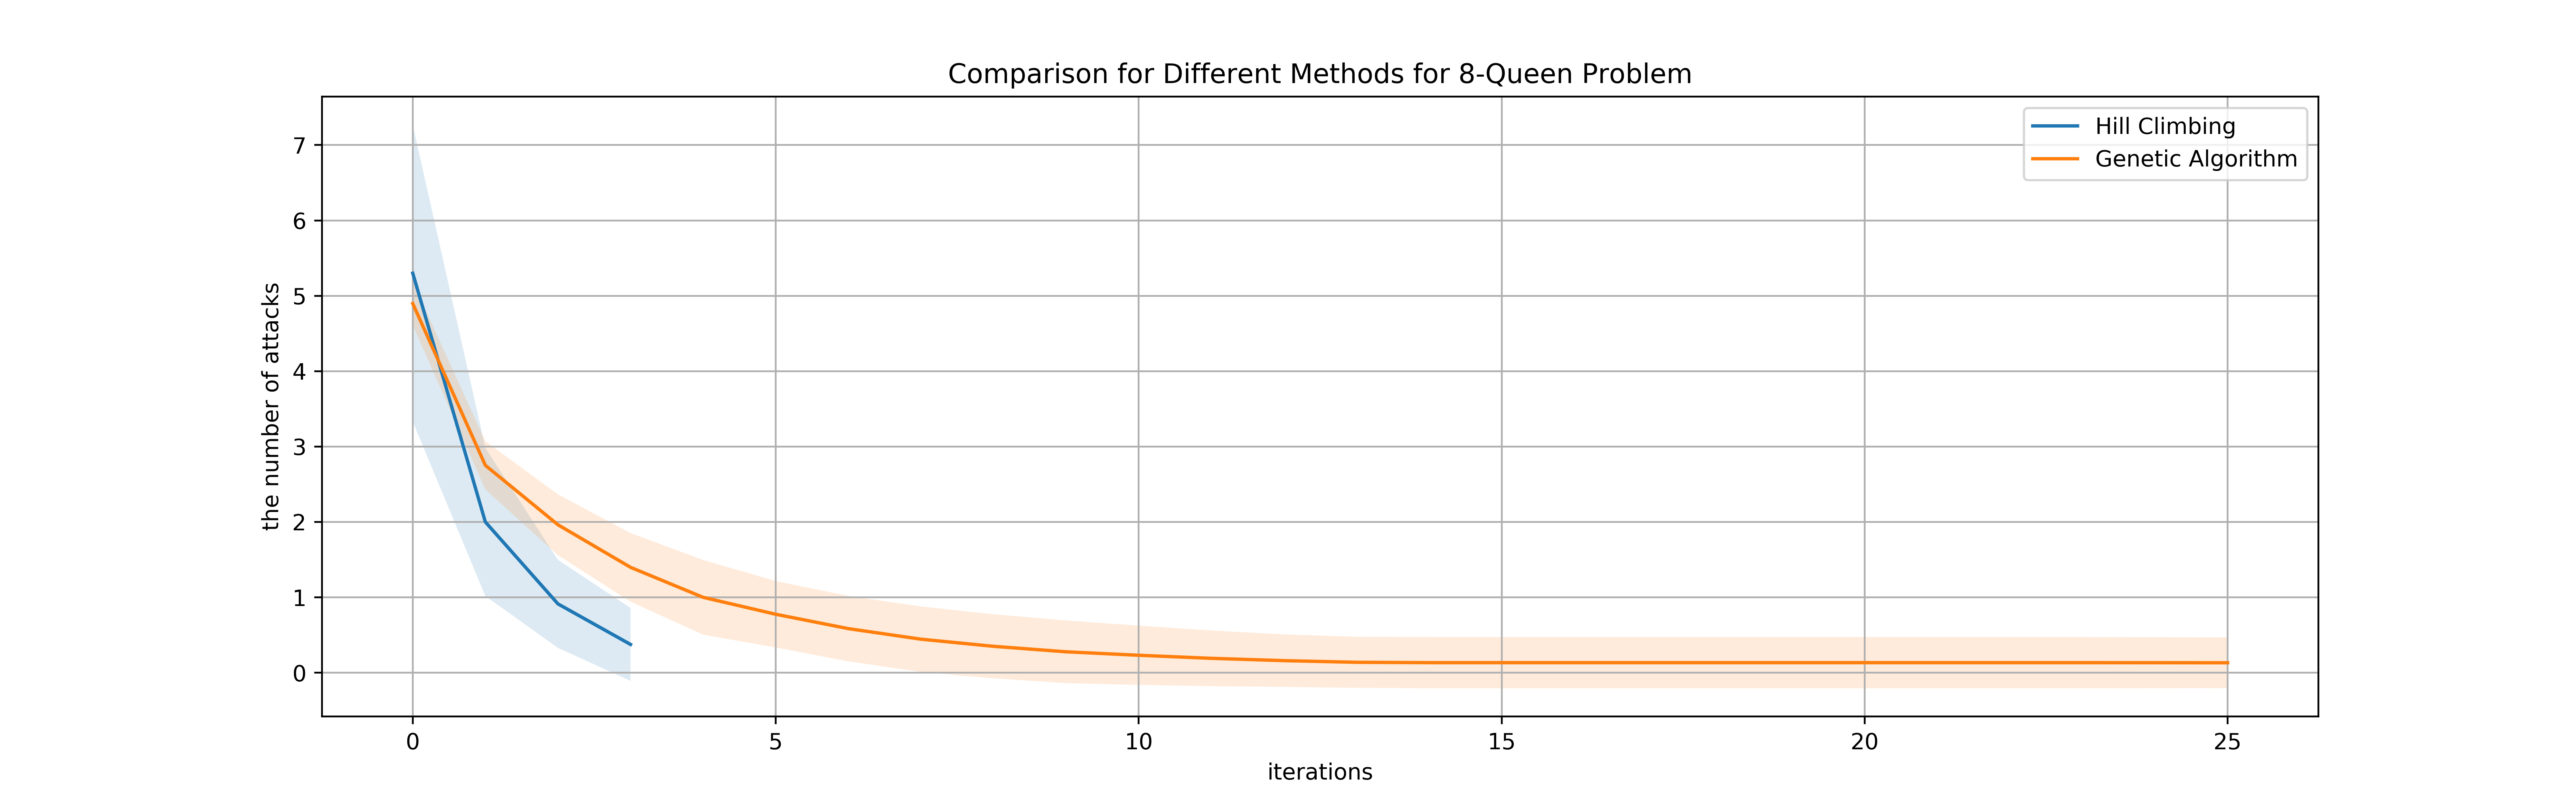 Comparison for Different Methods for 8-Queen Problem
Hill Climbing
Genetic Algorithm
the number of attacks
7
6
5
4
3
2
1
0
0 5 10 15 20 25
iterations